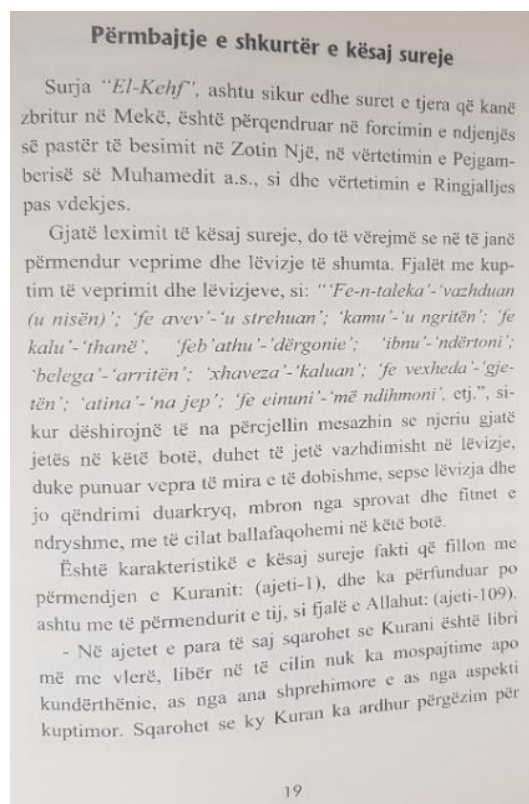 Përmbajtje e shkurtër e kësaj sureje
Surja “El-Kehf”, ashtu sikur edhe suret e tjera që kanë
zbritur në Mekë, është përqendruar në forcimin e ndjenjës
së pastër të besimit në Zotin Një, në vërtetimin e Pejgam-
berisë së Muhamedit a.s., si dhe vërtetimin e Ringjalljes
pas vdekjes.
Gjatë leximit të kësaj sureje, do të vërejmë se në të janë
përmendur veprime dhe lëvizje të shumta. Fjalët me kup-
tim të veprimit dhe lëvizjeve, si: “‘Fe-n-taleka’-‘vazhduan
(u nisën)’; ‘fe avev’-‘u strehuan’; ‘kamu’-‘u ngritën’; ‘fe
kalu’-‘thanë’, ‘feb’athu’-‘dërgonie’; ‘ibnu’-‘ndërtoni’;
‘belega’-‘arritën’; ‘xhaveza’-‘kaluan’; ‘fe vexheda’-‘gje-
tën’; ‘atina’-‘na jep’; ‘fe einuni’-‘më ndihmoni’, etj.”, si-
kur dëshirojnë të na përcjellin mesazhin se njeriu gjatë
jetës në këtë botë, duhet të jetë vazhdimisht në lëvizje,
duke punuar vepra të mira e të dobishme, sepse lëvizja dhe
jo qëndrimi duarkryq, mbron nga sprovat dhe fitnet e
ndryshme, me të cilat ballafaqohemi në këtë botë.
Është karakteristikë e kësaj sureje fakti që fillon me
përmendjen e Kuranit: (ajeti-1), dhe ka përfunduar po
ashtu me të përmendurit e tij, si fjalë e Allahut: (ajeti-109).
- Në ajetet e para të saj sqarohet se Kurani është libri
më me vlerë, libër në të cilin nuk ka mospajtime apo
kundërthënie, as nga ana shprehimore e as nga aspekti
kuptimor. Sqarohet se ky Kuran ka ardhur përgëzim për
19